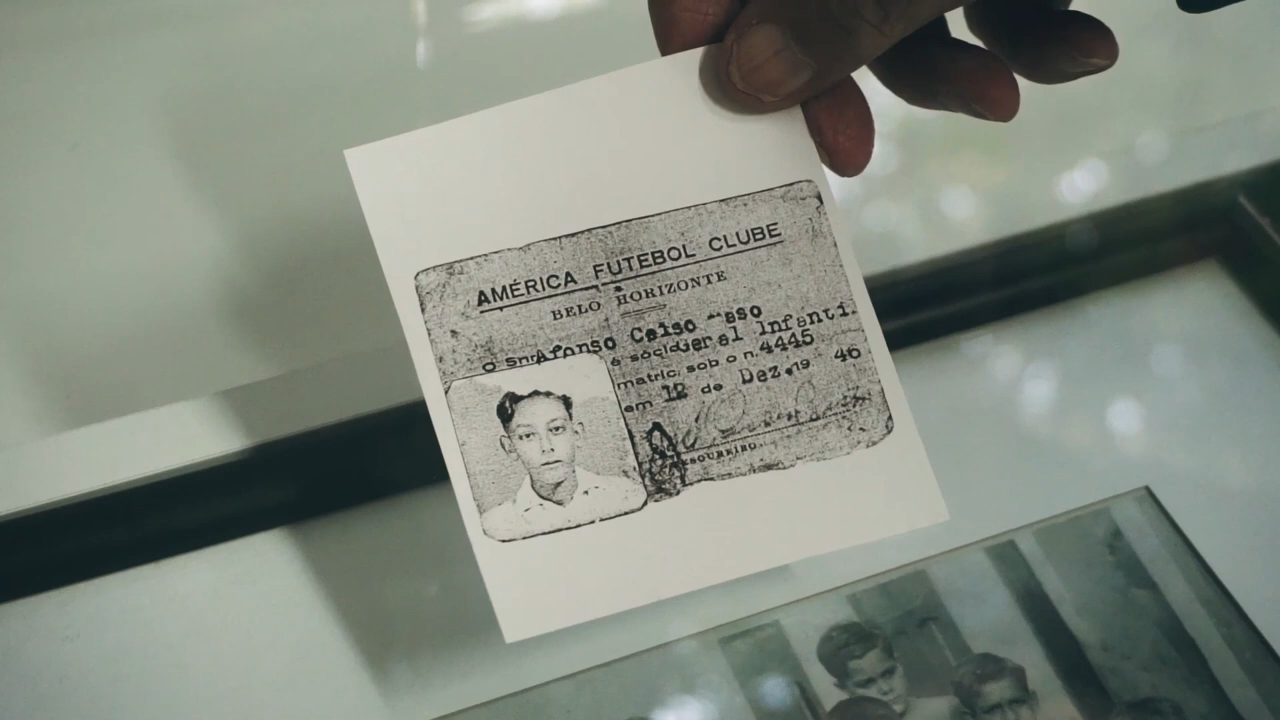 AMÉRICA FUTEBOL CLUBE
BELO HORIZONTE
O Snr. Afonso Celso
é socio Infanti
matric. sob o n. 4445
em 12 de Dez. 19 46
TESOUREIRO